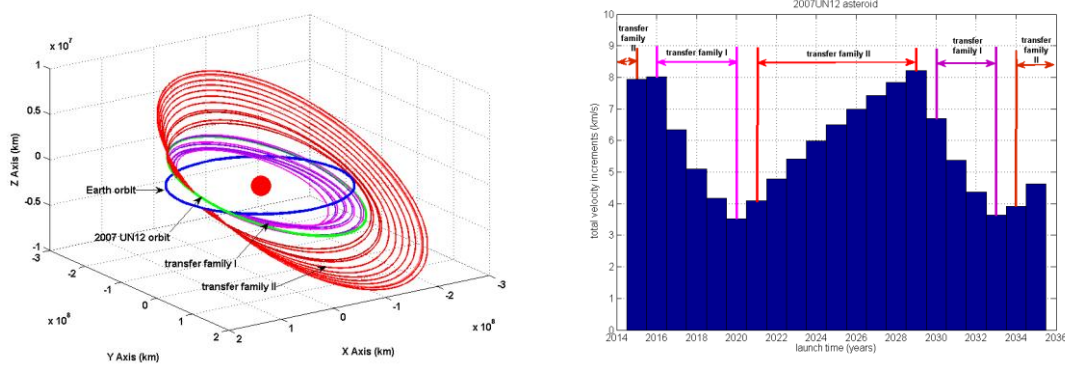 x 10^7
1
0.5
0
-0.5
-1
Z Axis (km)
Earth orbit
2007 UN12 orbit
transfer family I
transfer family II
-3
-2
-1
0
1
2
x 10^8
Y Axis (km)
2
1
0
-1
-2
-3
x 10^8
X Axis (km)
2007UN12 asteroid
10
9
8
7
6
5
4
3
2
1
0
total velocity increments (km/s)
transfer
family
II
transfer family I
transfer family II
transfer
family I
transfer
family
II
2014 2016 2018 2020 2022 2024 2026 2028 2030 2032 2034 2036
launch time (years)